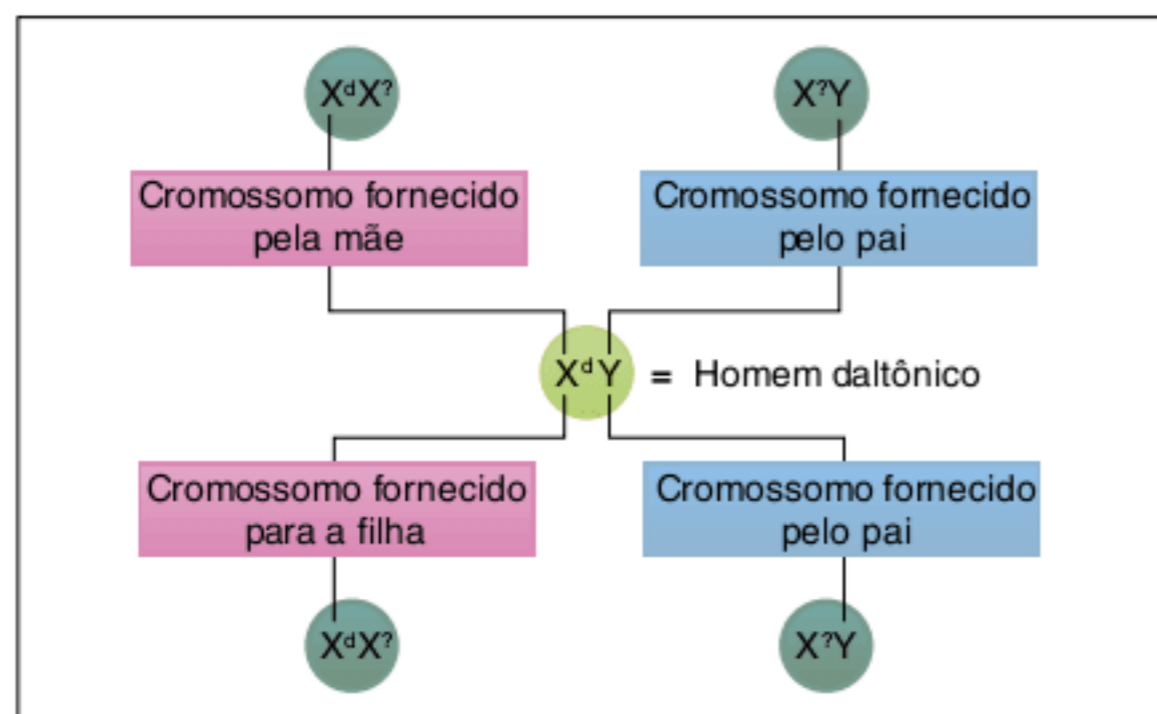 XᵈX? X?Y
Cromossomo fornecido
pela mãe
Cromossomo fornecido
pelo pai
XᵈY = Homem daltônico
Cromossomo fornecido
para a filha
Cromossomo fornecido
pelo pai
XᵈX? X?Y